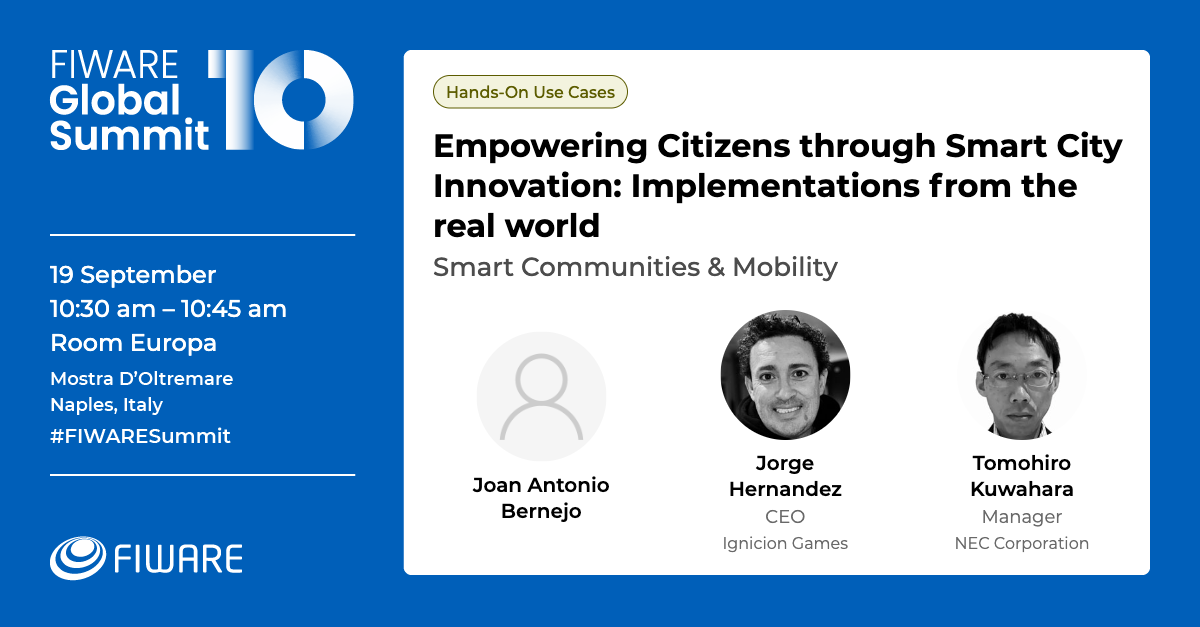 FIWARE
Global
Summit
10
19 September
10:30 am – 10:45 am
Room Europa
Mostra D’Oltremare
Naples, Italy
#FIWARESummit
FIWARE
Hands-On Use Cases
Empowering Citizens through Smart City
Innovation: Implementations from the
real world
Smart Communities & Mobility
Joan Antonio
Bernejo
Jorge
Hernandez
CEO
Ignicion Games
Tomohiro
Kuwahara
Manager
NEC Corporation